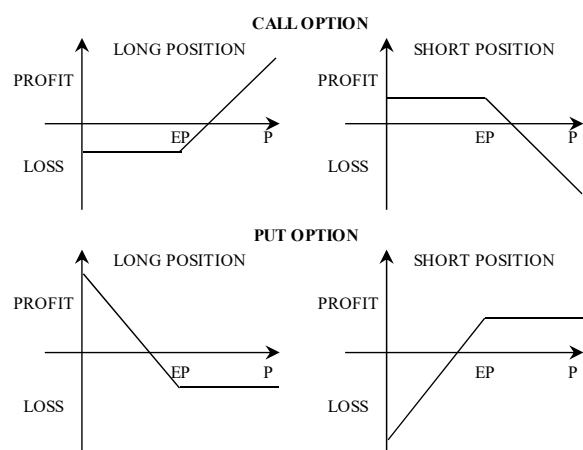 CALL OPTION
LONG POSITION SHORT POSITION
PROFIT PROFIT
EP P EP P
LOSS LOSS
PUT OPTION
LONG POSITION SHORT POSITION
PROFIT PROFIT
EP P EP P
LOSS LOSS